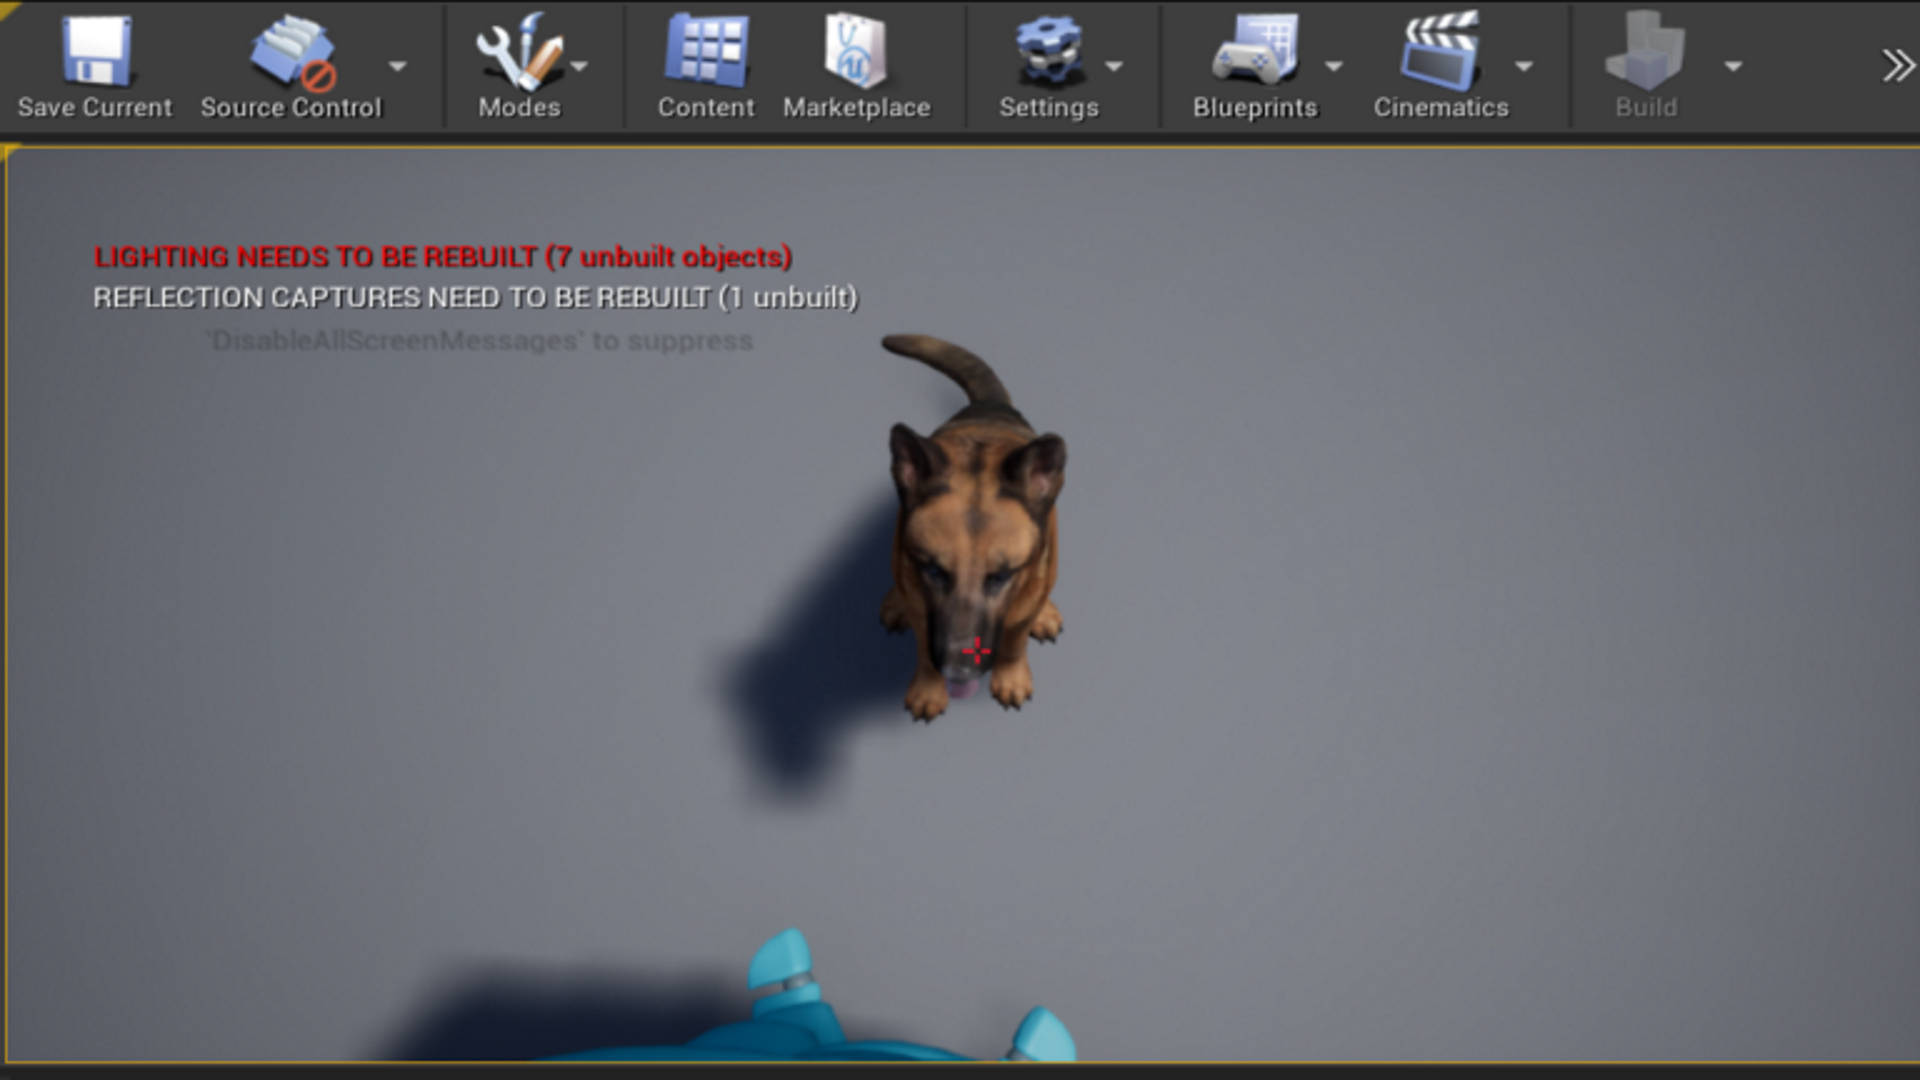 Save Current
Source Control
Modes
Content
Marketplace
Settings
Blueprints
Cinematics
Build
LIGHTING NEEDS TO BE REBUILT (7 unbuilt objects)
REFLECTION CAPTURES NEED TO BE REBUILT (1 unbuilt)
'DisableAllScreenMessages' to suppress